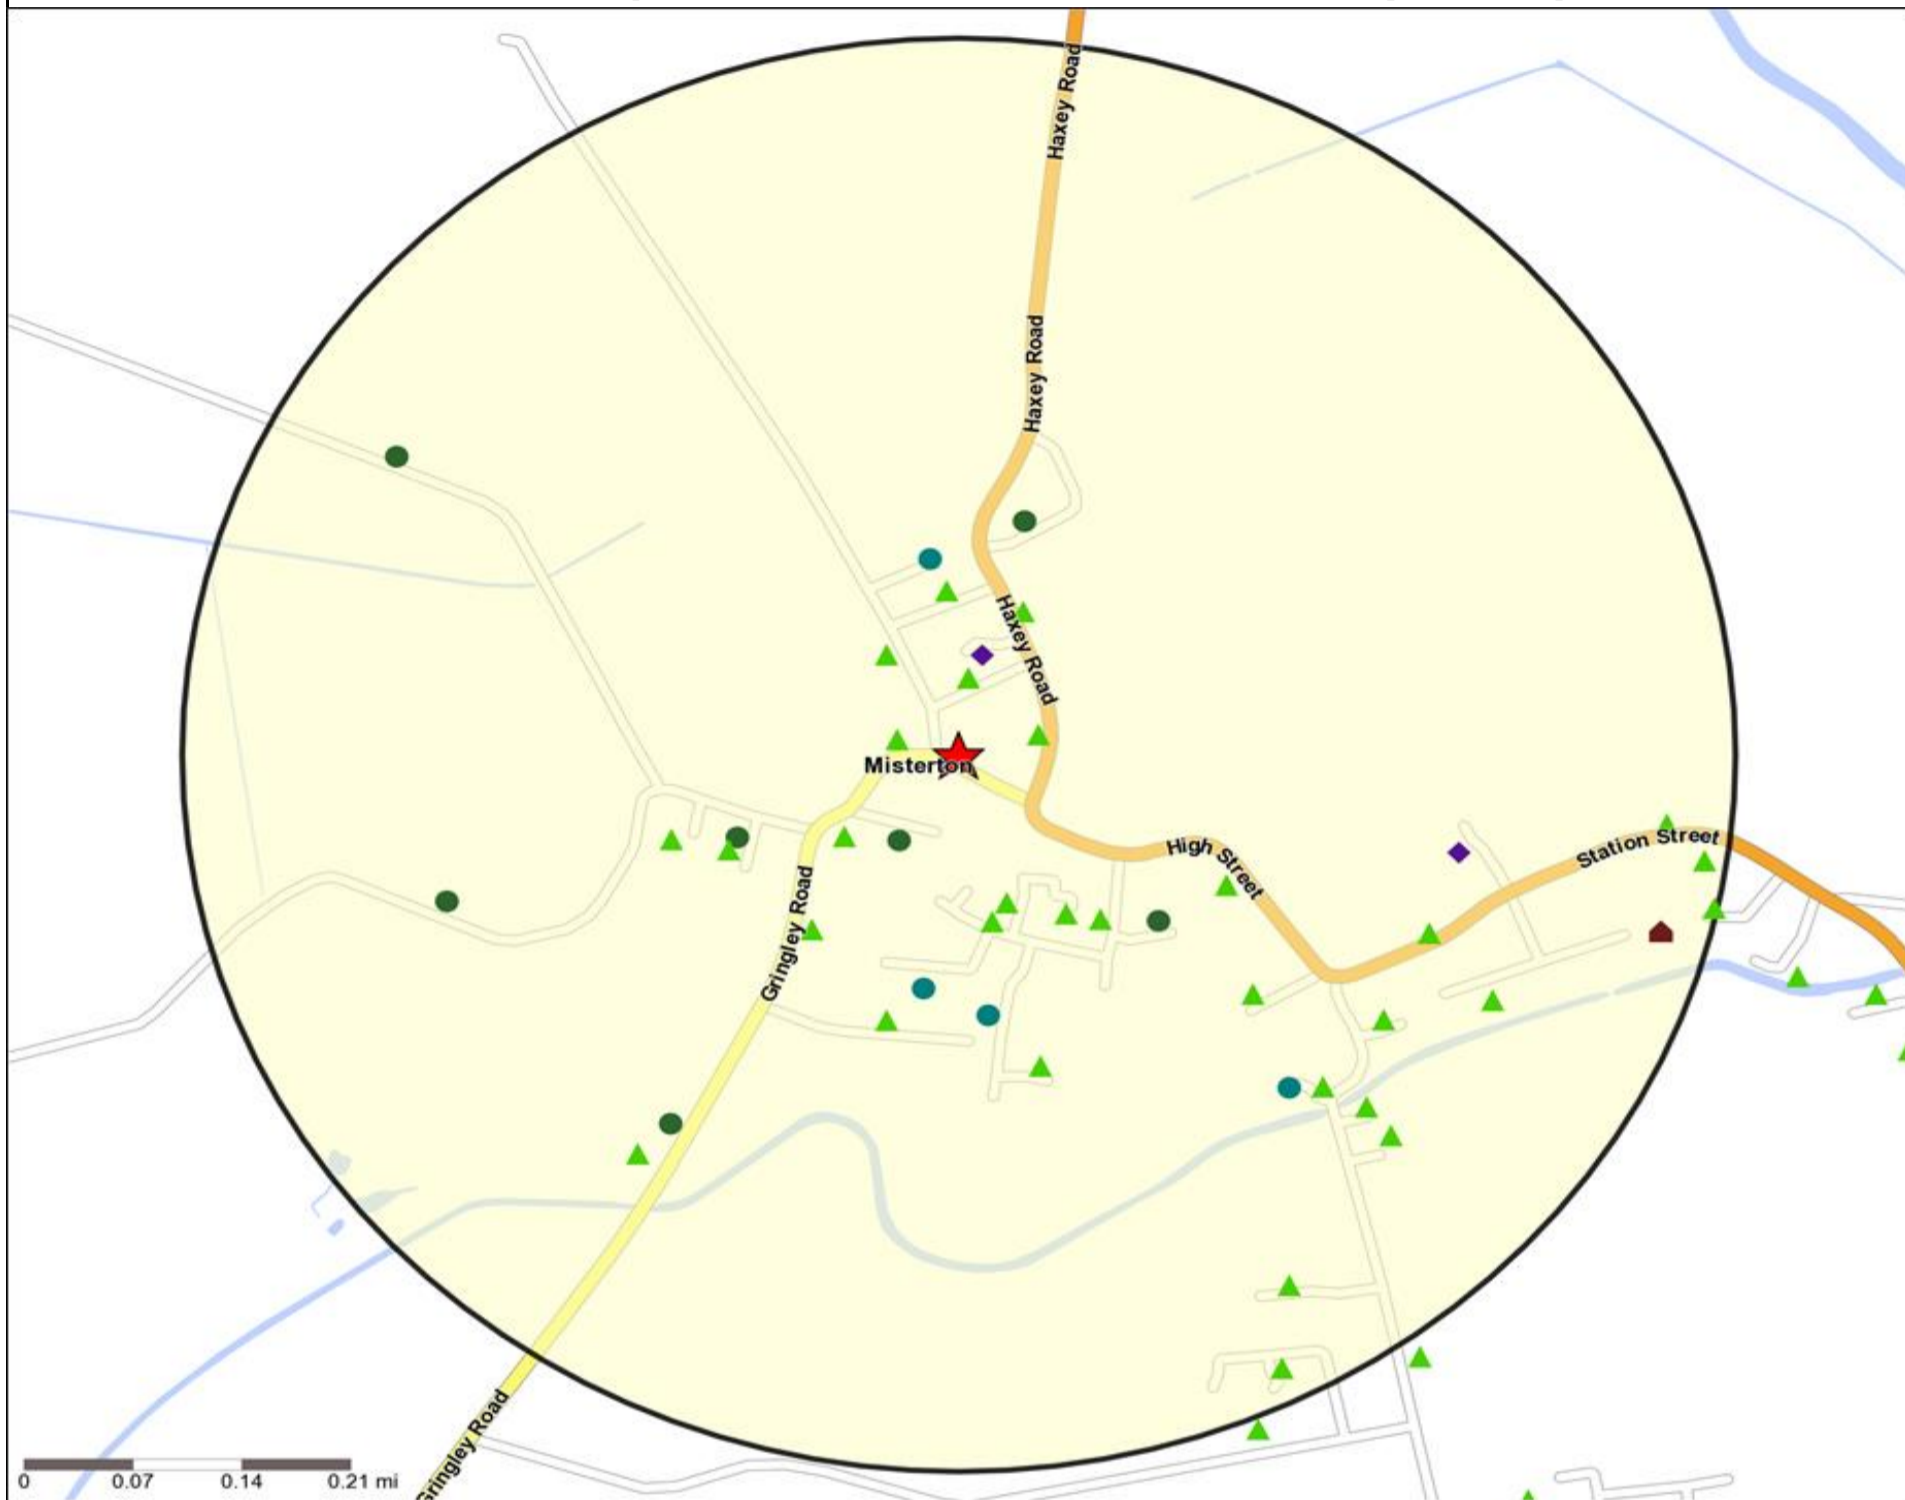 Haxey Road
Haxey Road
Haxey Road
Misterton
High Street
Station Street
Gringley Road
Gringley Road
0 0.07 0.14 0.21 mi